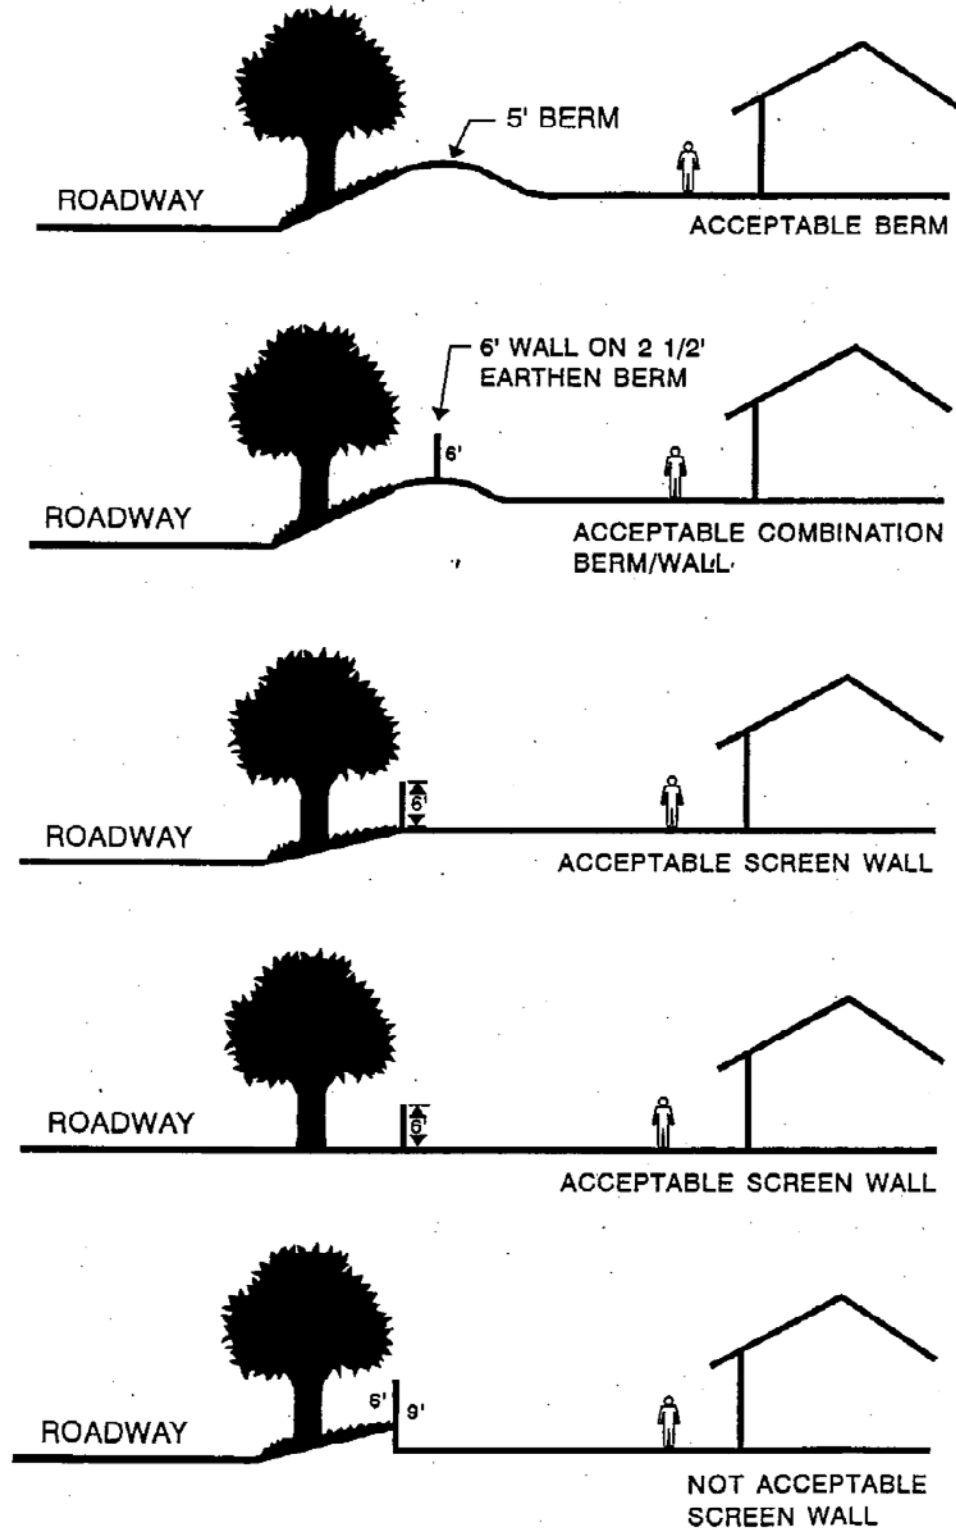 5' BERM
ROADWAY
ACCEPTABLE BERM
6' WALL ON 2 1/2'
EARTHEN BERM
6'
ROADWAY
ACCEPTABLE COMBINATION
BERM/WALL
6'
ROADWAY
ACCEPTABLE SCREEN WALL
6'
ROADWAY
ACCEPTABLE SCREEN WALL
6'
9'
ROADWAY
NOT ACCEPTABLE
SCREEN WALL